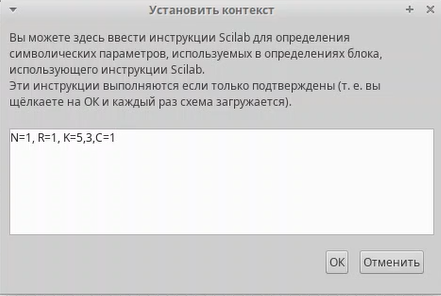 Установить контекст
Вы можете здесь ввести инструкции Scilab для определения
символических параметров, используемых в определениях блока,
использующего инструкции Scilab.
Эти инструкции выполняются если только подтверждены (т. е. вы
щёлкаете на ОК и каждый раз схема загружается).
N=1, R=1, K=5,3,C=1
ОК
Отменить